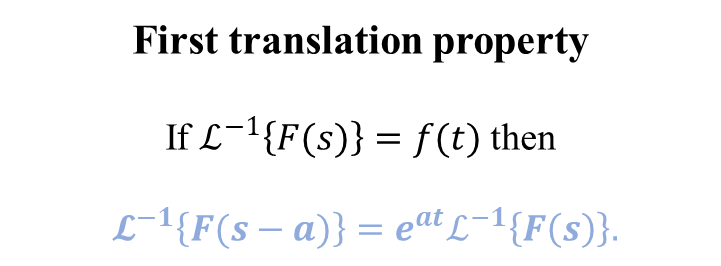 First translation property
If ℒ⁻¹{F(s)} = f(t) then
ℒ⁻¹{F(s − a)} = eᵃᵗℒ⁻¹{F(s)}.